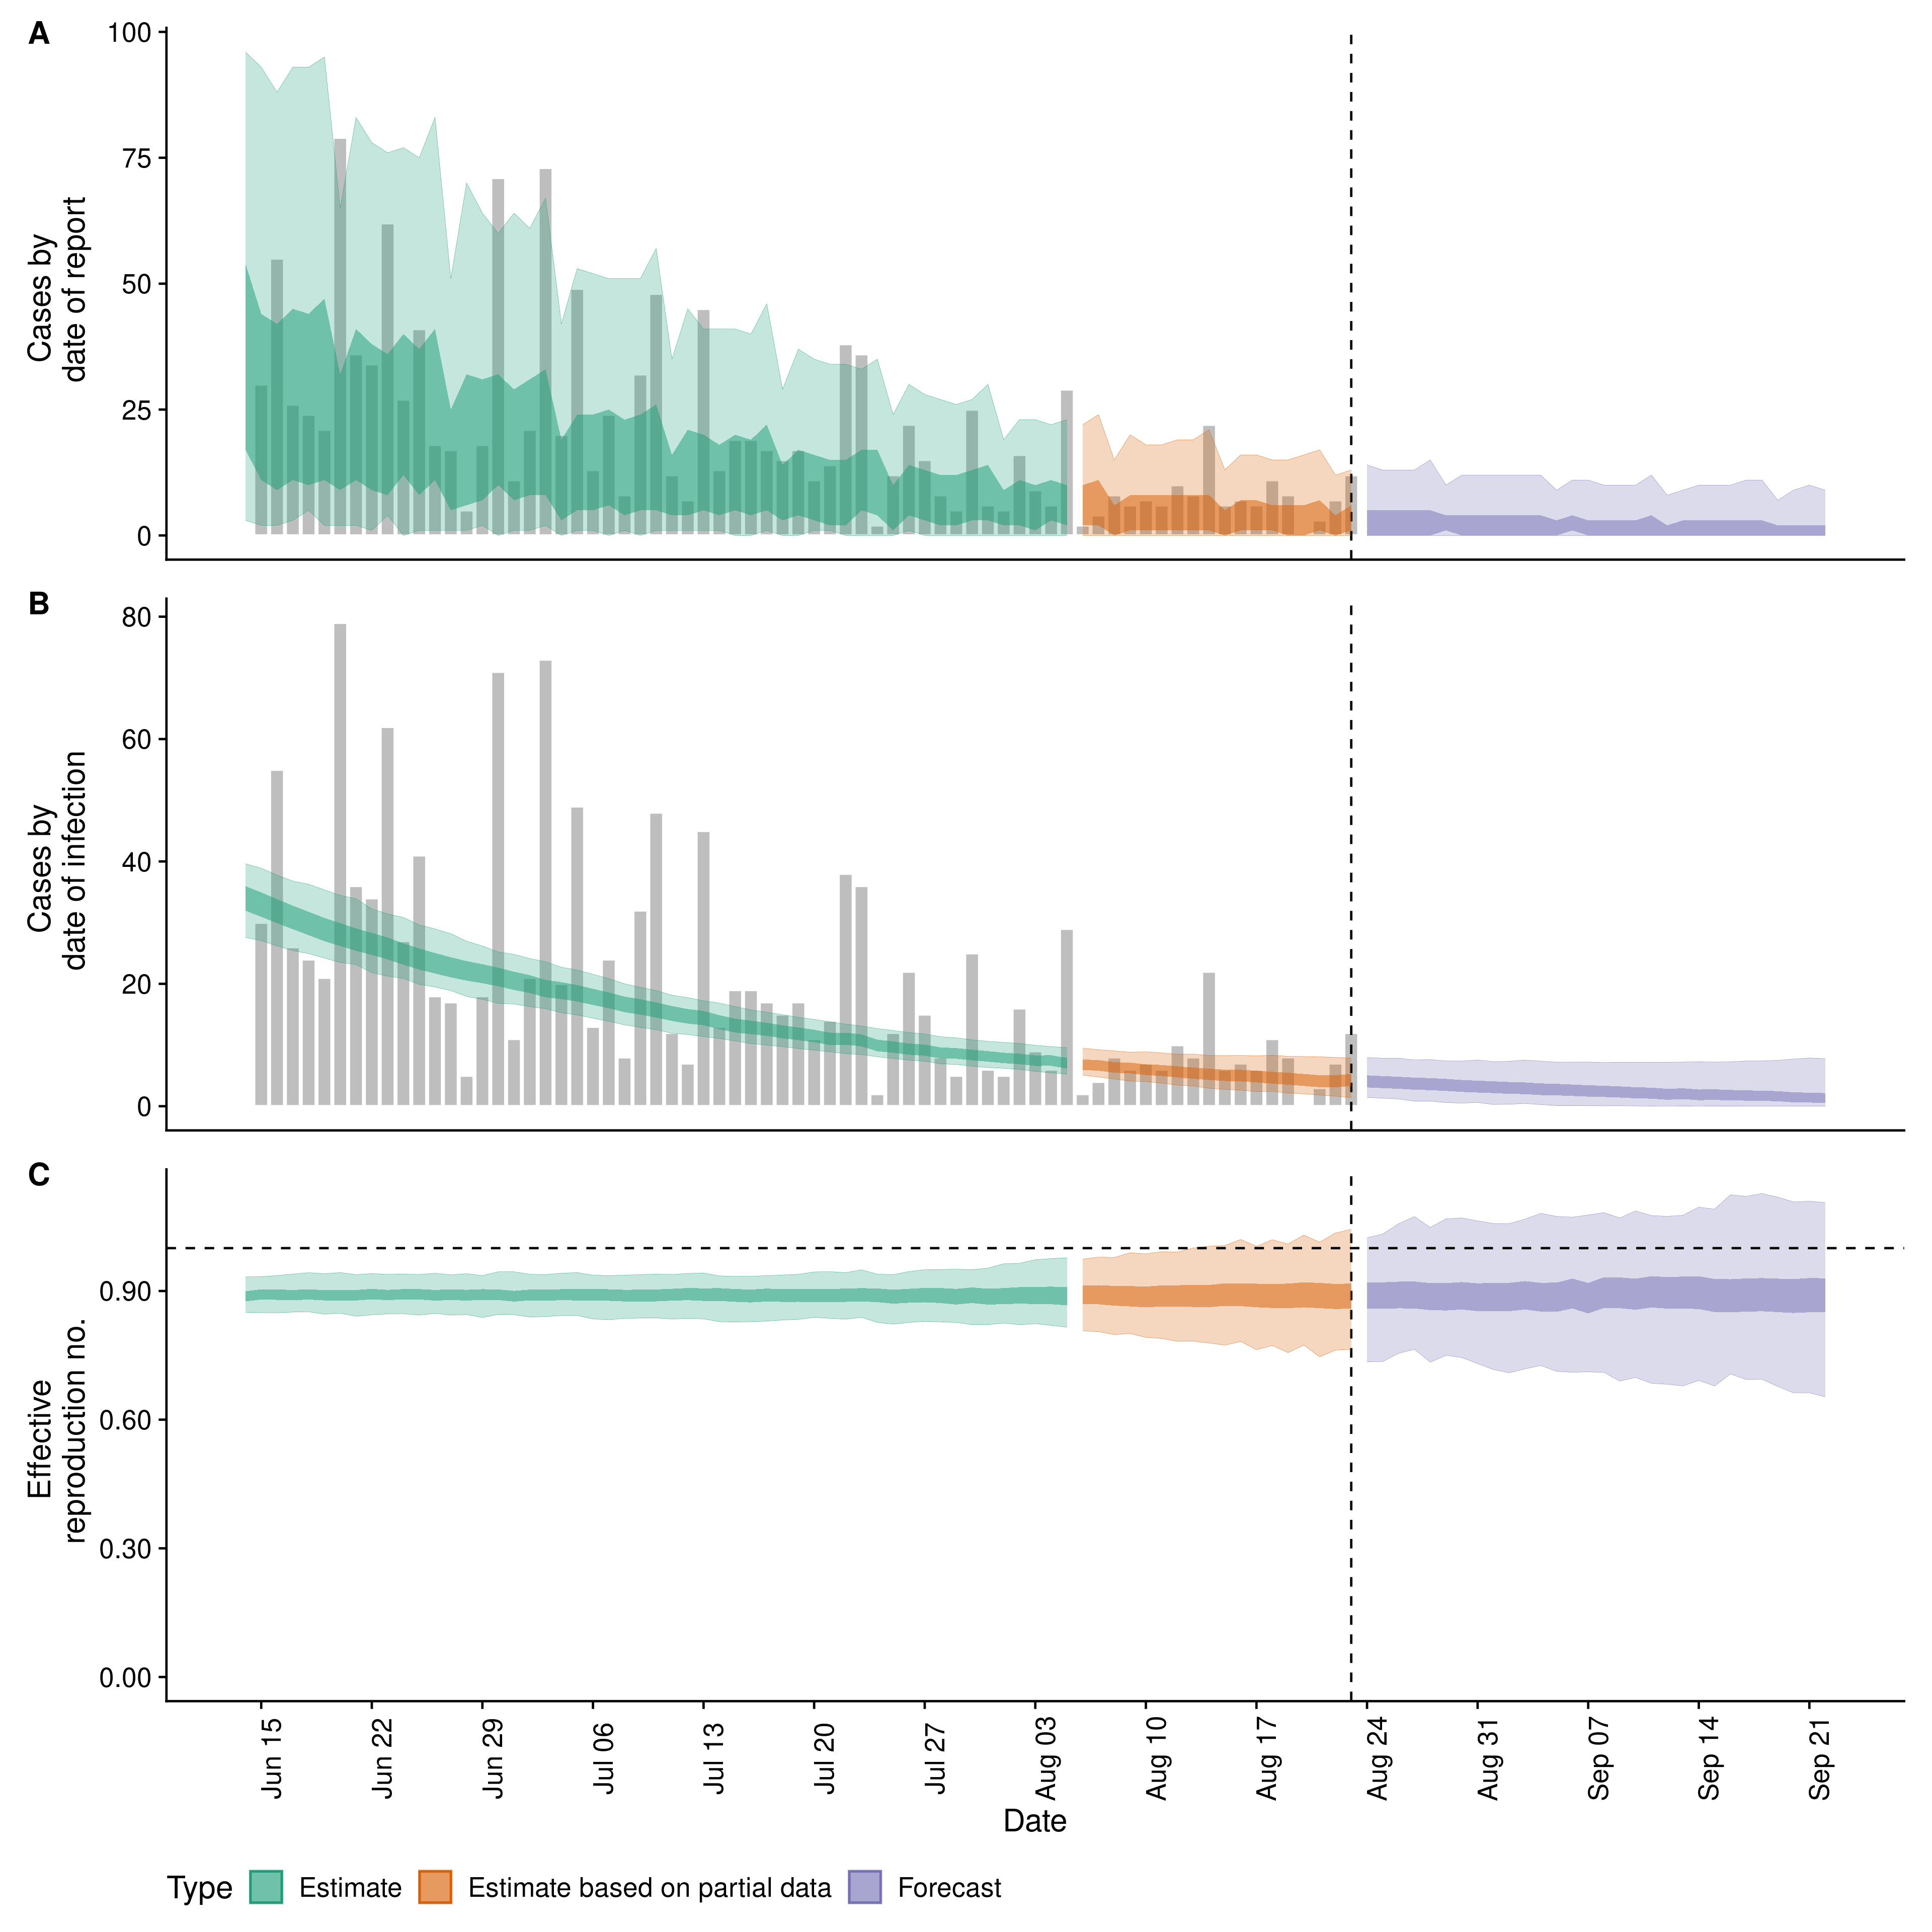 A
100
75
50
25
0
Cases by
date of report
B
80
60
40
20
0
Cases by
date of infection
C
0.90
0.60
0.30
0.00
Effective
reproduction no.
Jun 15
Jun 22
Jun 29
Jul 06
Jul 13
Jul 20
Jul 27
Aug 03
Aug 10
Aug 17
Aug 24
Aug 31
Sep 07
Sep 14
Sep 21
Date
Type Estimate Estimate based on partial data Forecast